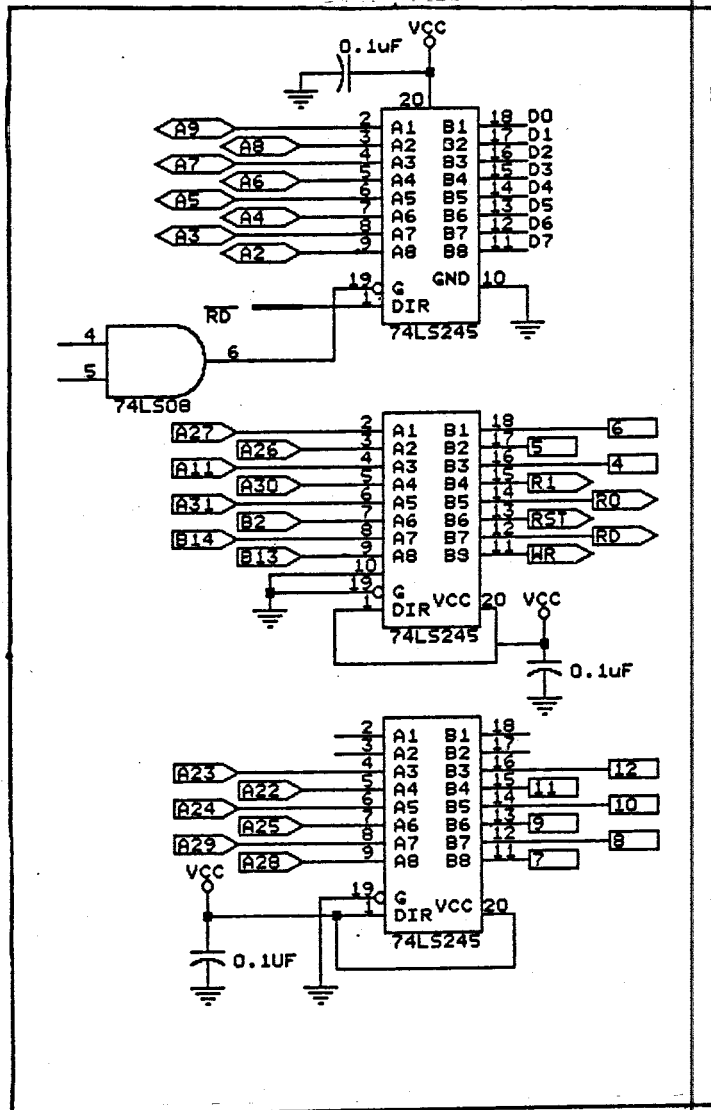 VCC
0.1uF
20
A9 2 A1 B1 18 D0
A8 3 A2 B2 17 D1
A7 4 A3 B3 16 D2
A6 5 A4 B4 15 D3
A5 6 A5 B5 14 D4
A4 7 A6 B6 13 D5
A3 8 A7 B7 12 D6
A2 9 A8 B8 11 D7
GND 10
19 G
RD 1 DIR
74LS245
4
6
5
74LS08
A27 2 A1 B1 18 6
A26 3 A2 B2 17 5
A11 4 A3 B3 16 4
A30 5 A4 B4 15 R1
A31 6 A5 B5 14 R0
B2 7 A6 B6 13 RST
B14 8 A7 B7 12 RD
B13 9 A8 B9 11 WR
10
19 G
1 DIR VCC 20 VCC
74LS245
0.1uF
2 A1 B1 18
3 A2 B2 17
A23 4 A3 B3 16 12
A22 5 A4 B4 15 11
A24 6 A5 B5 14 10
A25 7 A6 B6 13 9
A29 8 A7 B7 12 8
A28 9 A8 B8 11 7
VCC
19 G
1 DIR VCC 20
74LS245
0.1UF